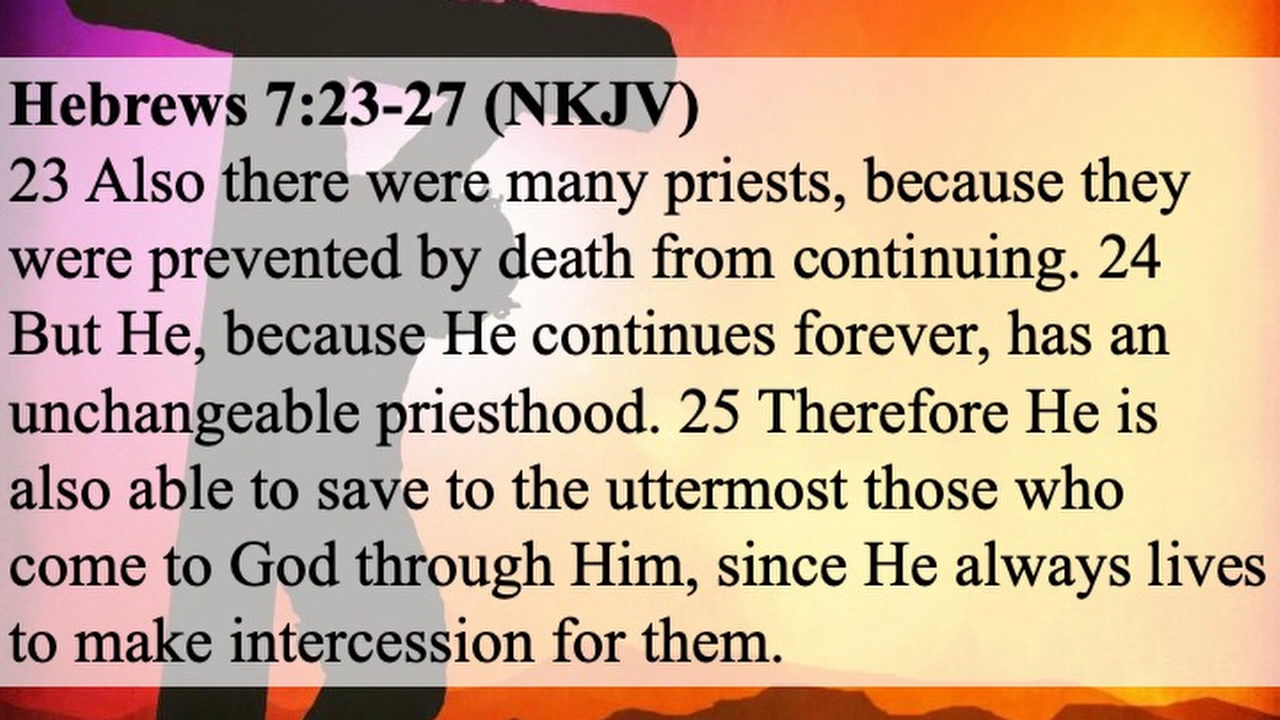 Hebrews 7:23-27 (NKJV)
23 Also there were many priests, because they
were prevented by death from continuing. 24
But He, because He continues forever, has an
unchangeable priesthood. 25 Therefore He is
also able to save to the uttermost those who
come to God through Him, since He always lives
to make intercession for them.